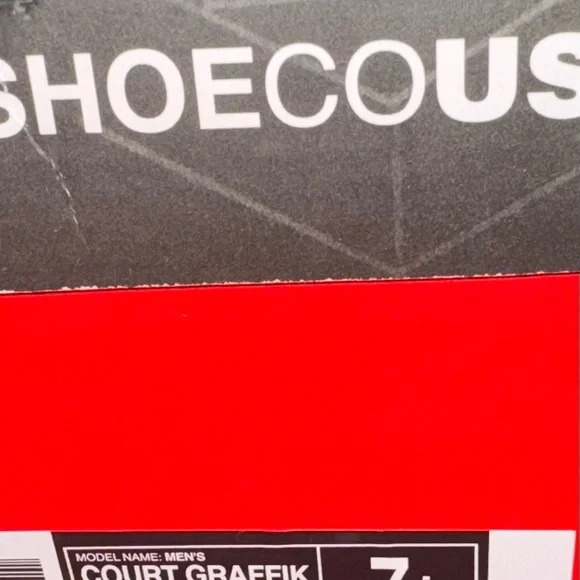 SHOECOUS
MODEL NAME: MEN'S
COURT GRAFFIK
7